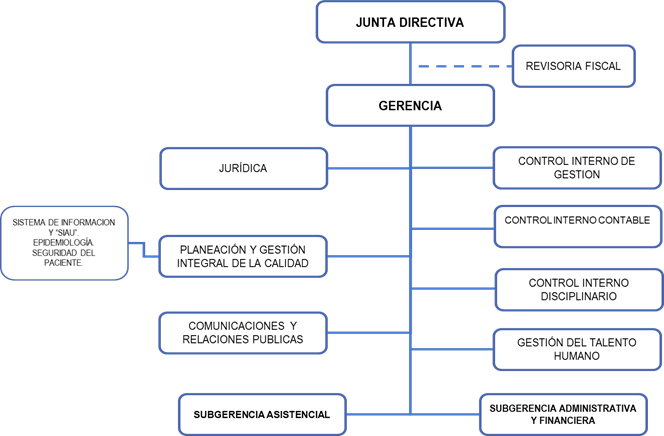 JUNTA DIRECTIVA
REVISORIA FISCAL
GERENCIA
JURÍDICA
CONTROL INTERNO DE
GESTION
SISTEMA DE INFORMACION
Y "SIAU".
EPIDEMIOLOGÍA.
SEGURIDAD DEL
PACIENTE.
CONTROL INTERNO CONTABLE
PLANEACIÓN Y GESTIÓN
INTEGRAL DE LA CALIDAD
CONTROL INTERNO
DISCIPLINARIO
COMUNICACIONES Y
RELACIONES PUBLICAS
GESTIÓN DEL TALENTO
HUMANO
SUBGERENCIA ASISTENCIAL
SUBGERENCIA ADMINISTRATIVA
Y FINANCIERA